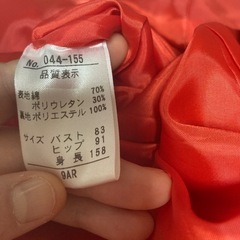 No. 044-155
品質表示
表地 綿 70%
ポリウレタン 30%
裏地 ポリエステル 100%
サイズ バスト 83
ヒップ 91
身長 158
9AR